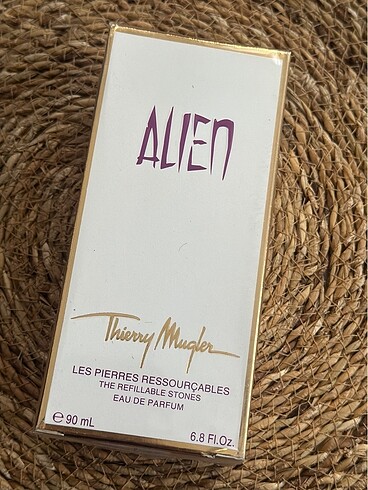 ALIEN
Thierry Mugler
LES PIERRES RESSOURÇABLES
THE REFILLABLE STONES
EAU DE PARFUM
℮ 90 mL 6.8 Fl.Oz.